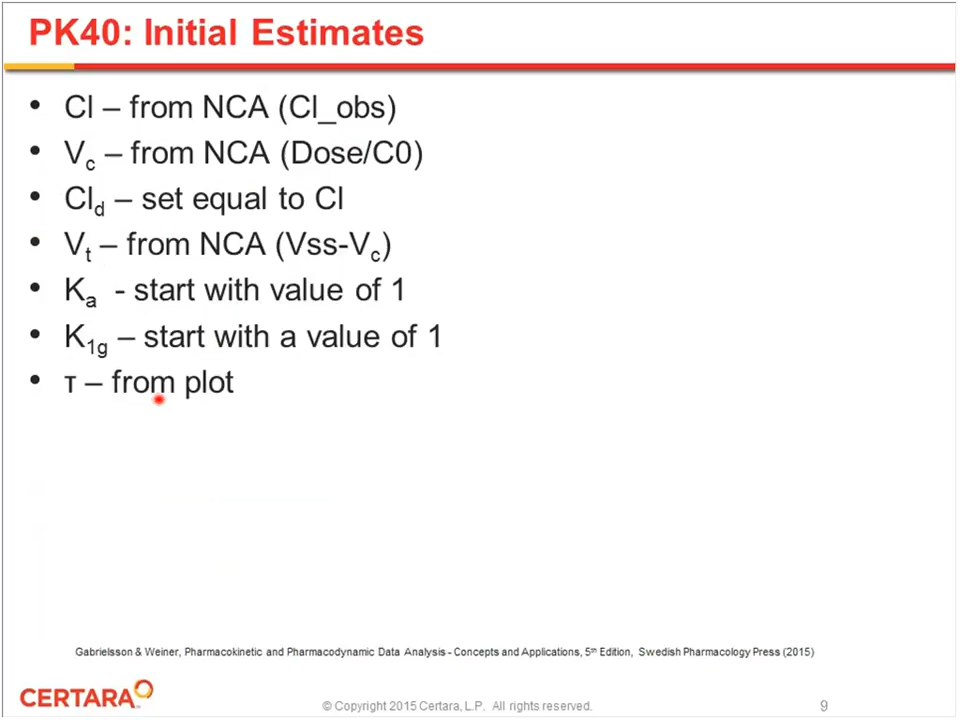 PK40: Initial Estimates
• Cl – from NCA (Cl_obs)
• Vc – from NCA (Dose/C0)
• Cld – set equal to Cl
• Vt – from NCA (Vss-Vc)
• Ka - start with value of 1
• K1g – start with a value of 1
• τ – from plot
Gabrielsson & Weiner, Pharmacokinetic and Pharmacodynamic Data Analysis - Concepts and Applications, 5th Edition, Swedish Pharmacology Press (2015)
CERTARA
© Copyright 2015 Certara, L.P. All rights reserved.
9